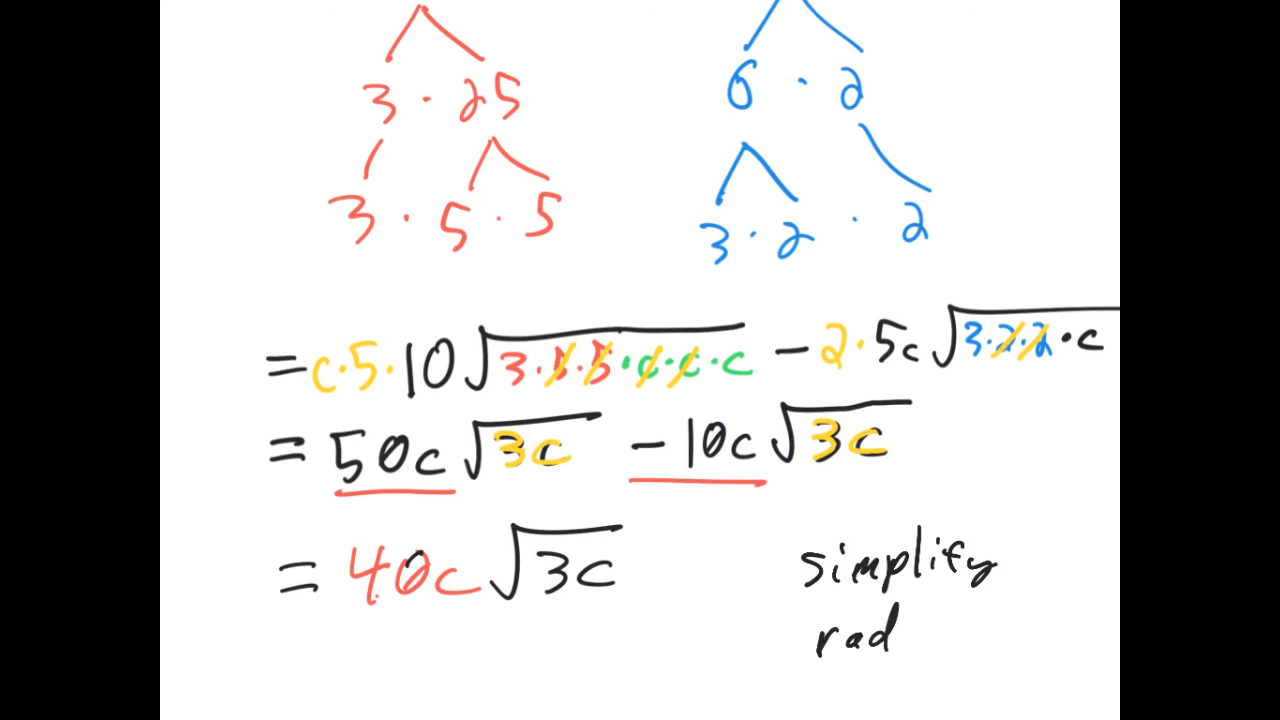 3 · 25 6 · 2
3 · 5 · 5 3 · 2 · 2
= c·5·10√3·5·5·c·c·c − 2·5c√3·2·2·c
= 50c√3c − 10c√3c
= 40c√3c simplify
rad